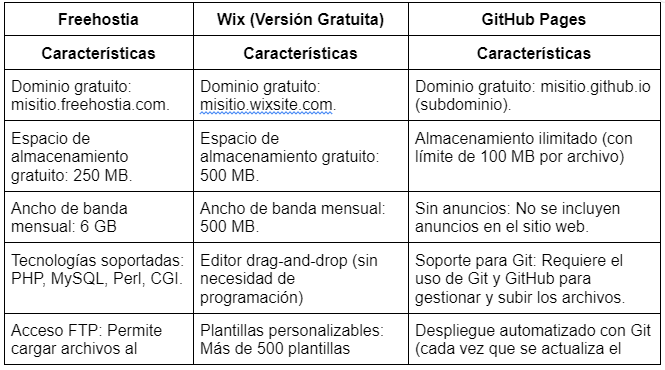 Freehostia
Wix (Versión Gratuita)
GitHub Pages
Características
Características
Características
Dominio gratuito:
misitio.freehostia.com.
Dominio gratuito:
misitio.wixsite.com.
Dominio gratuito: misitio.github.io
(subdominio).
Espacio de
almacenamiento
gratuito: 250 MB.
Espacio de
almacenamiento gratuito:
500 MB.
Almacenamiento ilimitado (con
límite de 100 MB por archivo)
Ancho de banda
mensual: 6 GB
Ancho de banda mensual:
500 MB.
Sin anuncios: No se incluyen
anuncios en el sitio web.
Tecnologías soportadas:
PHP, MySQL, Perl, CGI.
Editor drag-and-drop (sin
necesidad de
programación)
Soporte para Git: Requiere el
uso de Git y GitHub para
gestionar y subir los archivos.
Acceso FTP: Permite
cargar archivos al
Plantillas personalizables:
Más de 500 plantillas
Despliegue automatizado con Git
(cada vez que se actualiza el